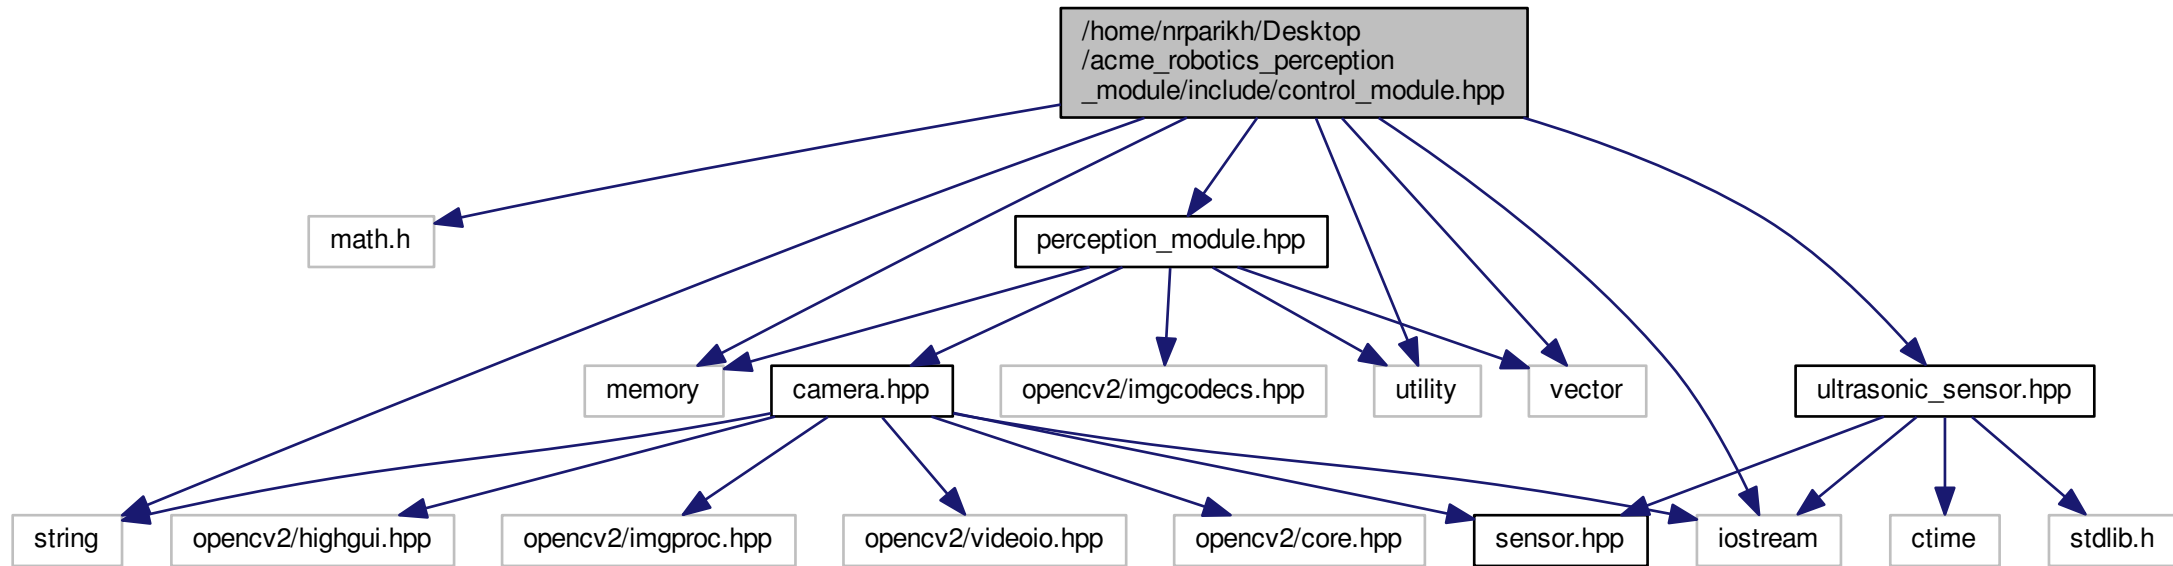 /home/nrparikh/Desktop
/acme_robotics_perception
_module/include/control_module.hpp
math.h
perception_module.hpp
memory
camera.hpp
opencv2/imgcodecs.hpp
utility
vector
ultrasonic_sensor.hpp
string
opencv2/highgui.hpp
opencv2/imgproc.hpp
opencv2/videoio.hpp
opencv2/core.hpp
sensor.hpp
iostream
ctime
stdlib.h